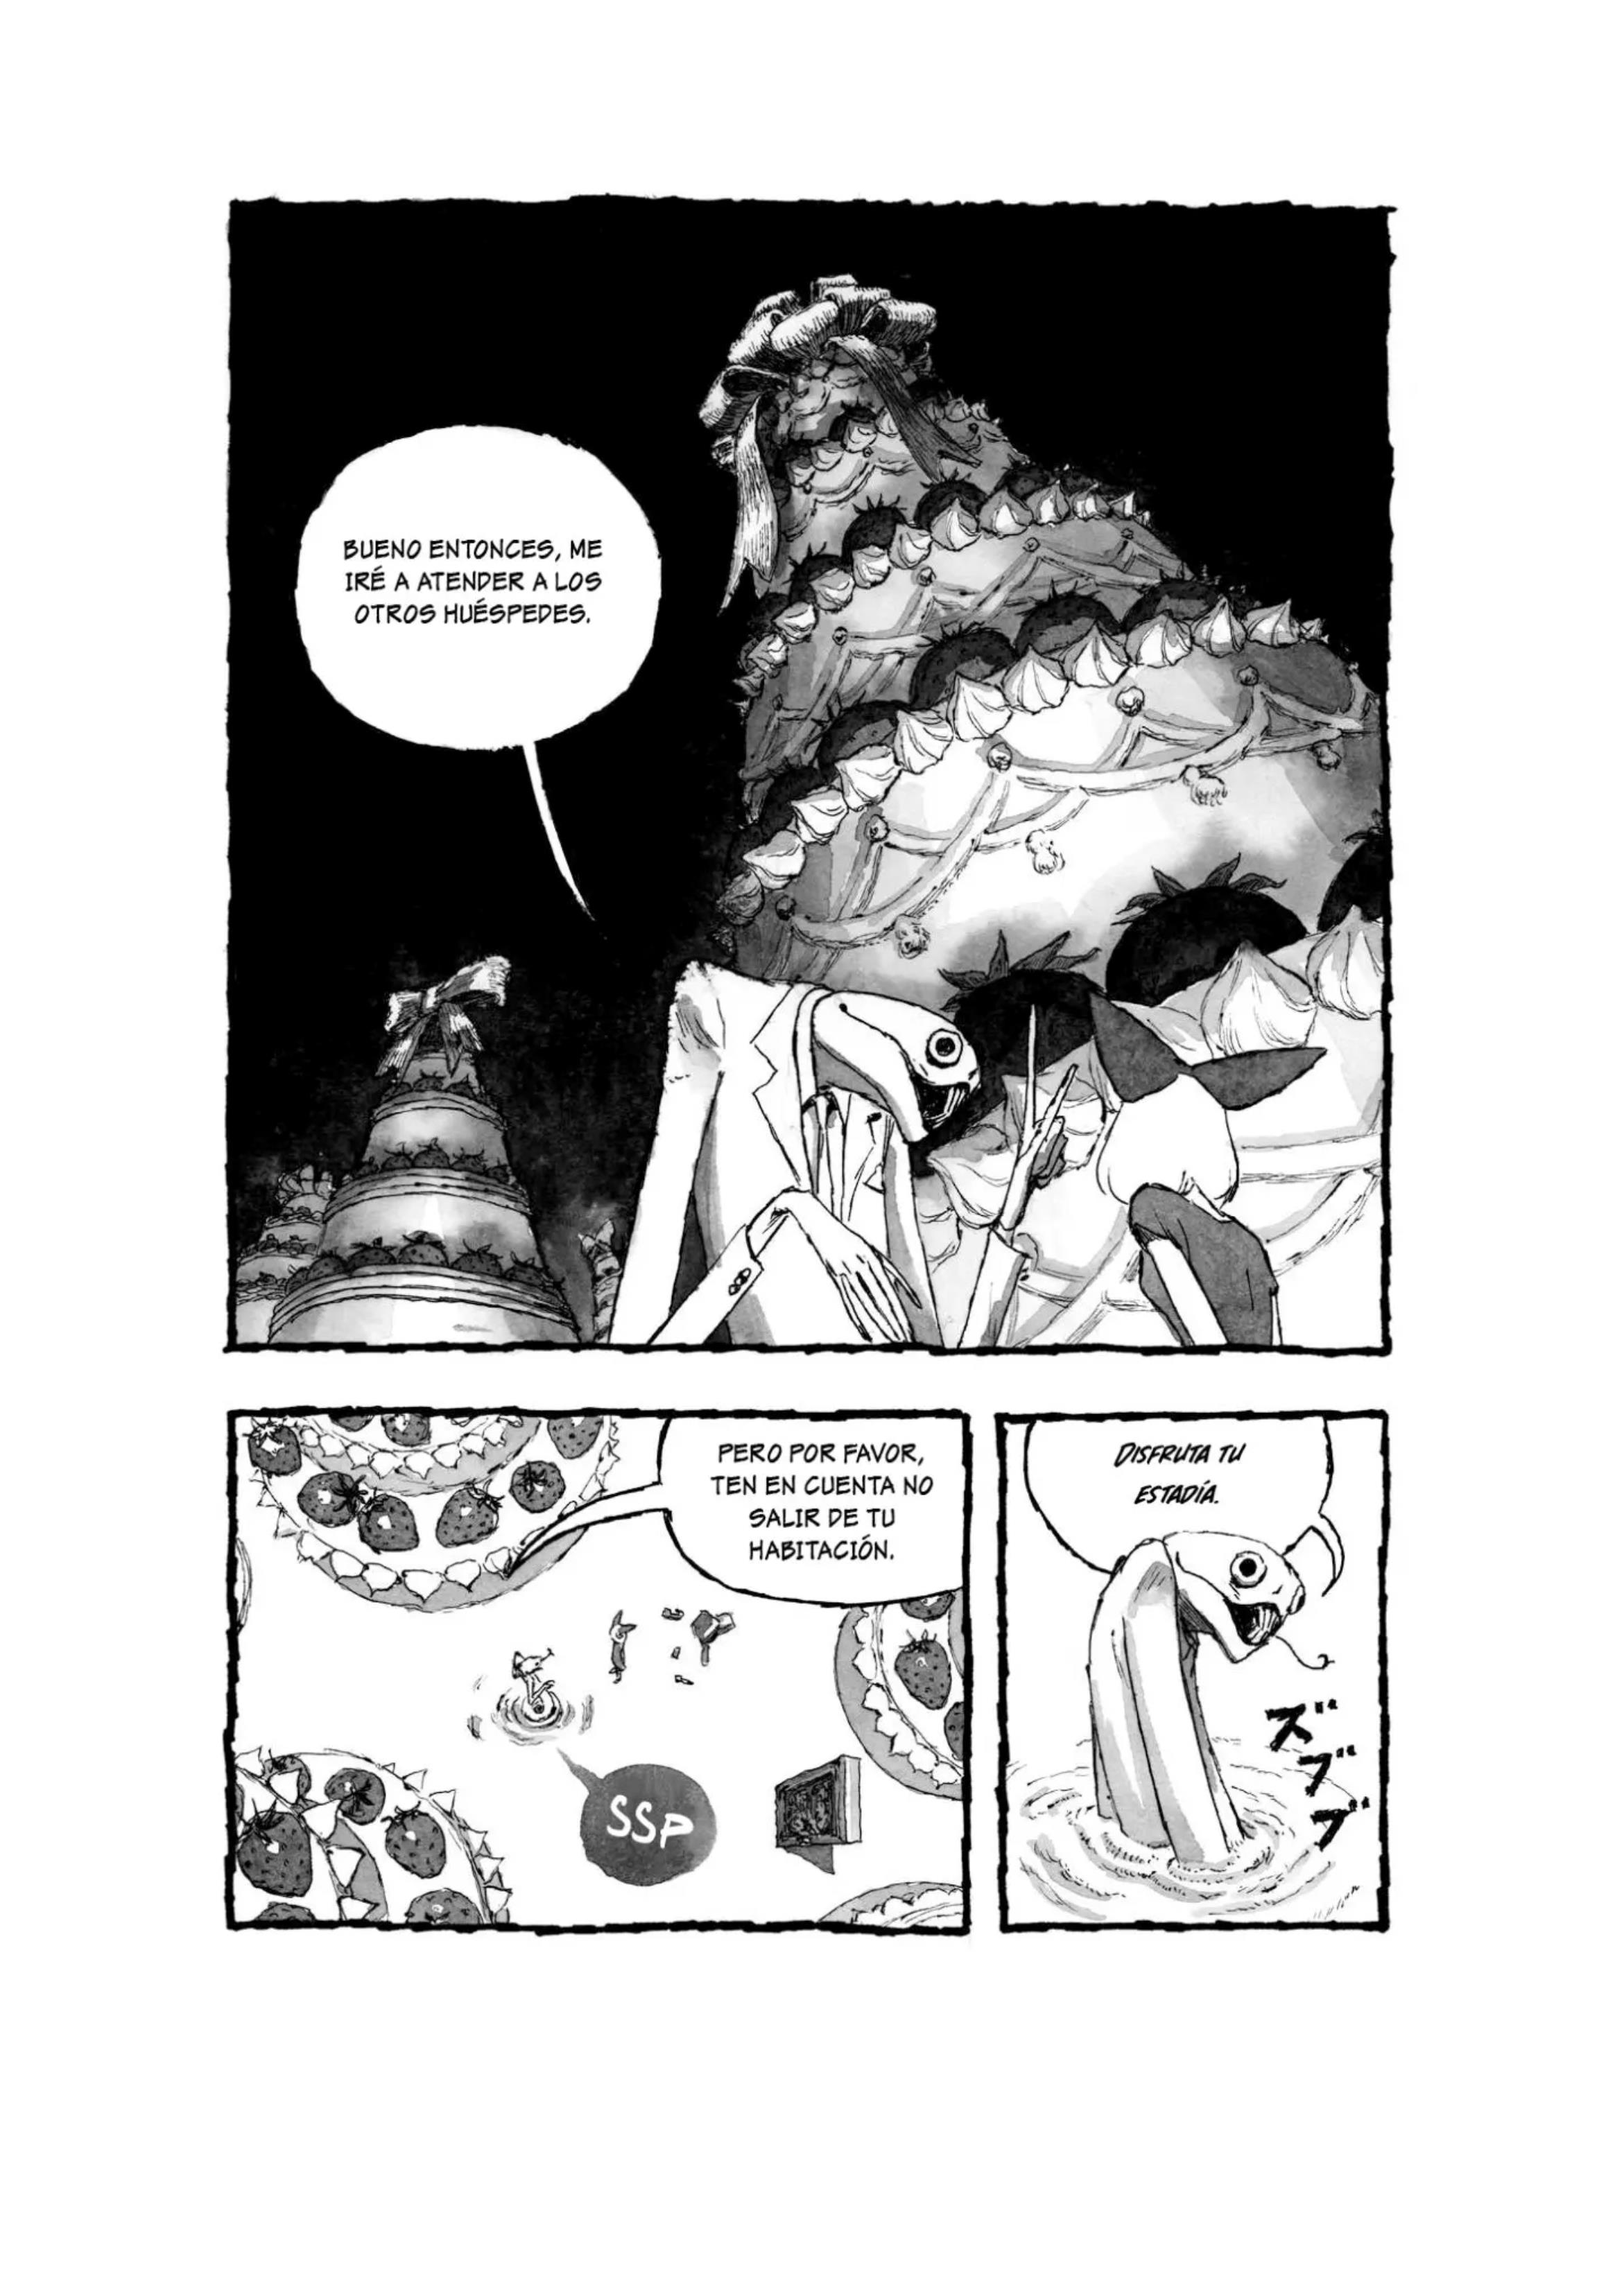 BUENO ENTONCES, ME
IRÉ A ATENDER A LOS
OTROS HUÉSPEDES.
PERO POR FAVOR,
TEN EN CUENTA NO
SALIR DE TU
HABITACIÓN.
SSP
DISFRUTA TU
ESTADÍA.
ズブブ